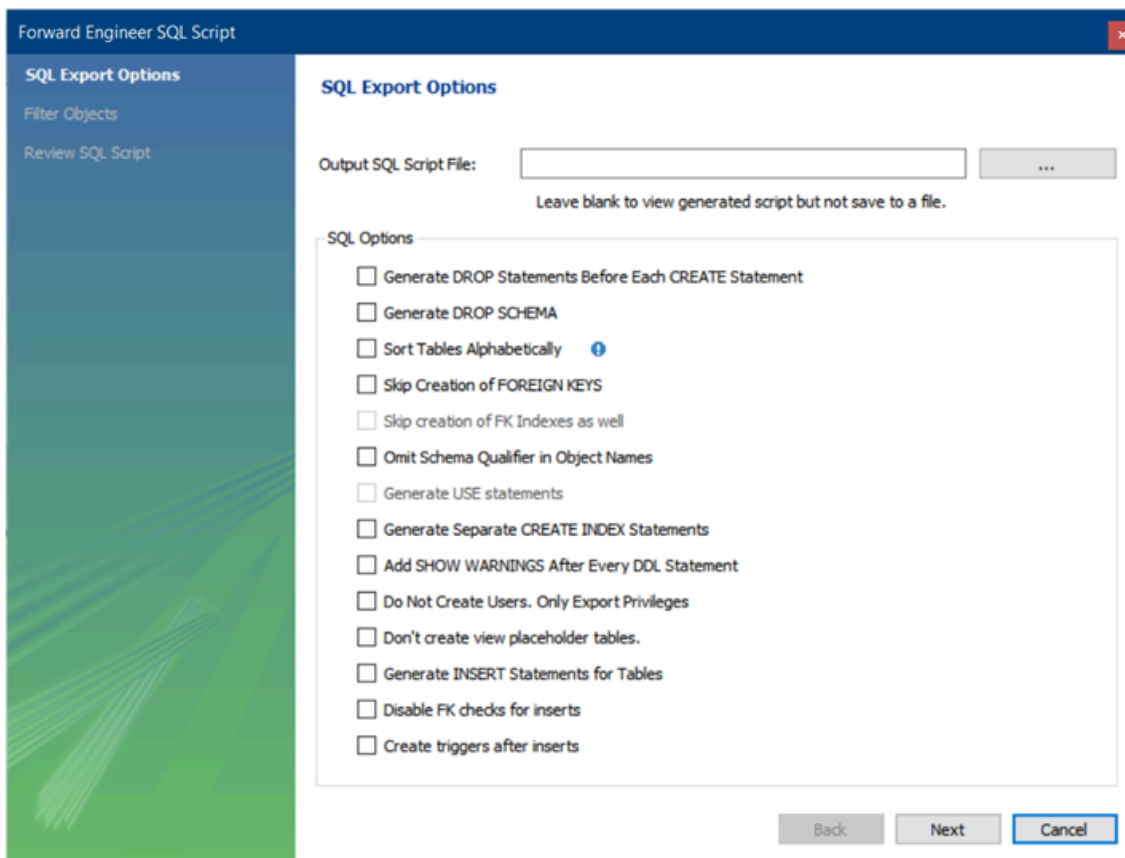 Forward Engineer SQL Script
SQL Export Options
Filter Objects
Review SQL Script
SQL Export Options
Output SQL Script File:
...
Leave blank to view generated script but not save to a file.
SQL Options
Generate DROP Statements Before Each CREATE Statement
Generate DROP SCHEMA
Sort Tables Alphabetically
Skip Creation of FOREIGN KEYS
Skip creation of FK Indexes as well
Omit Schema Qualifier in Object Names
Generate USE statements
Generate Separate CREATE INDEX Statements
Add SHOW WARNINGS After Every DDL Statement
Do Not Create Users. Only Export Privileges
Don't create view placeholder tables.
Generate INSERT Statements for Tables
Disable FK checks for inserts
Create triggers after inserts
Back Next Cancel